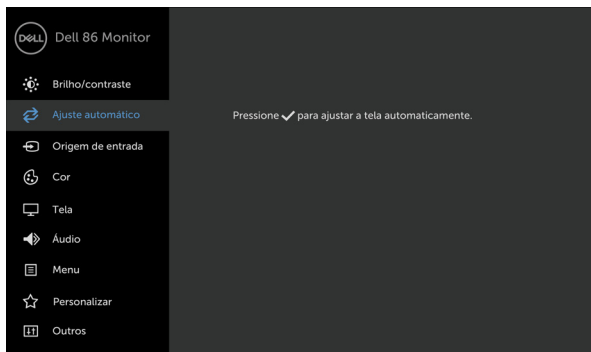 DELL Dell 86 Monitor
Brilho/contraste
Ajuste automático
Pressione para ajustar a tela automaticamente.
Origem de entrada
Cor
Tela
Áudio
Menu
Personalizar
Outros